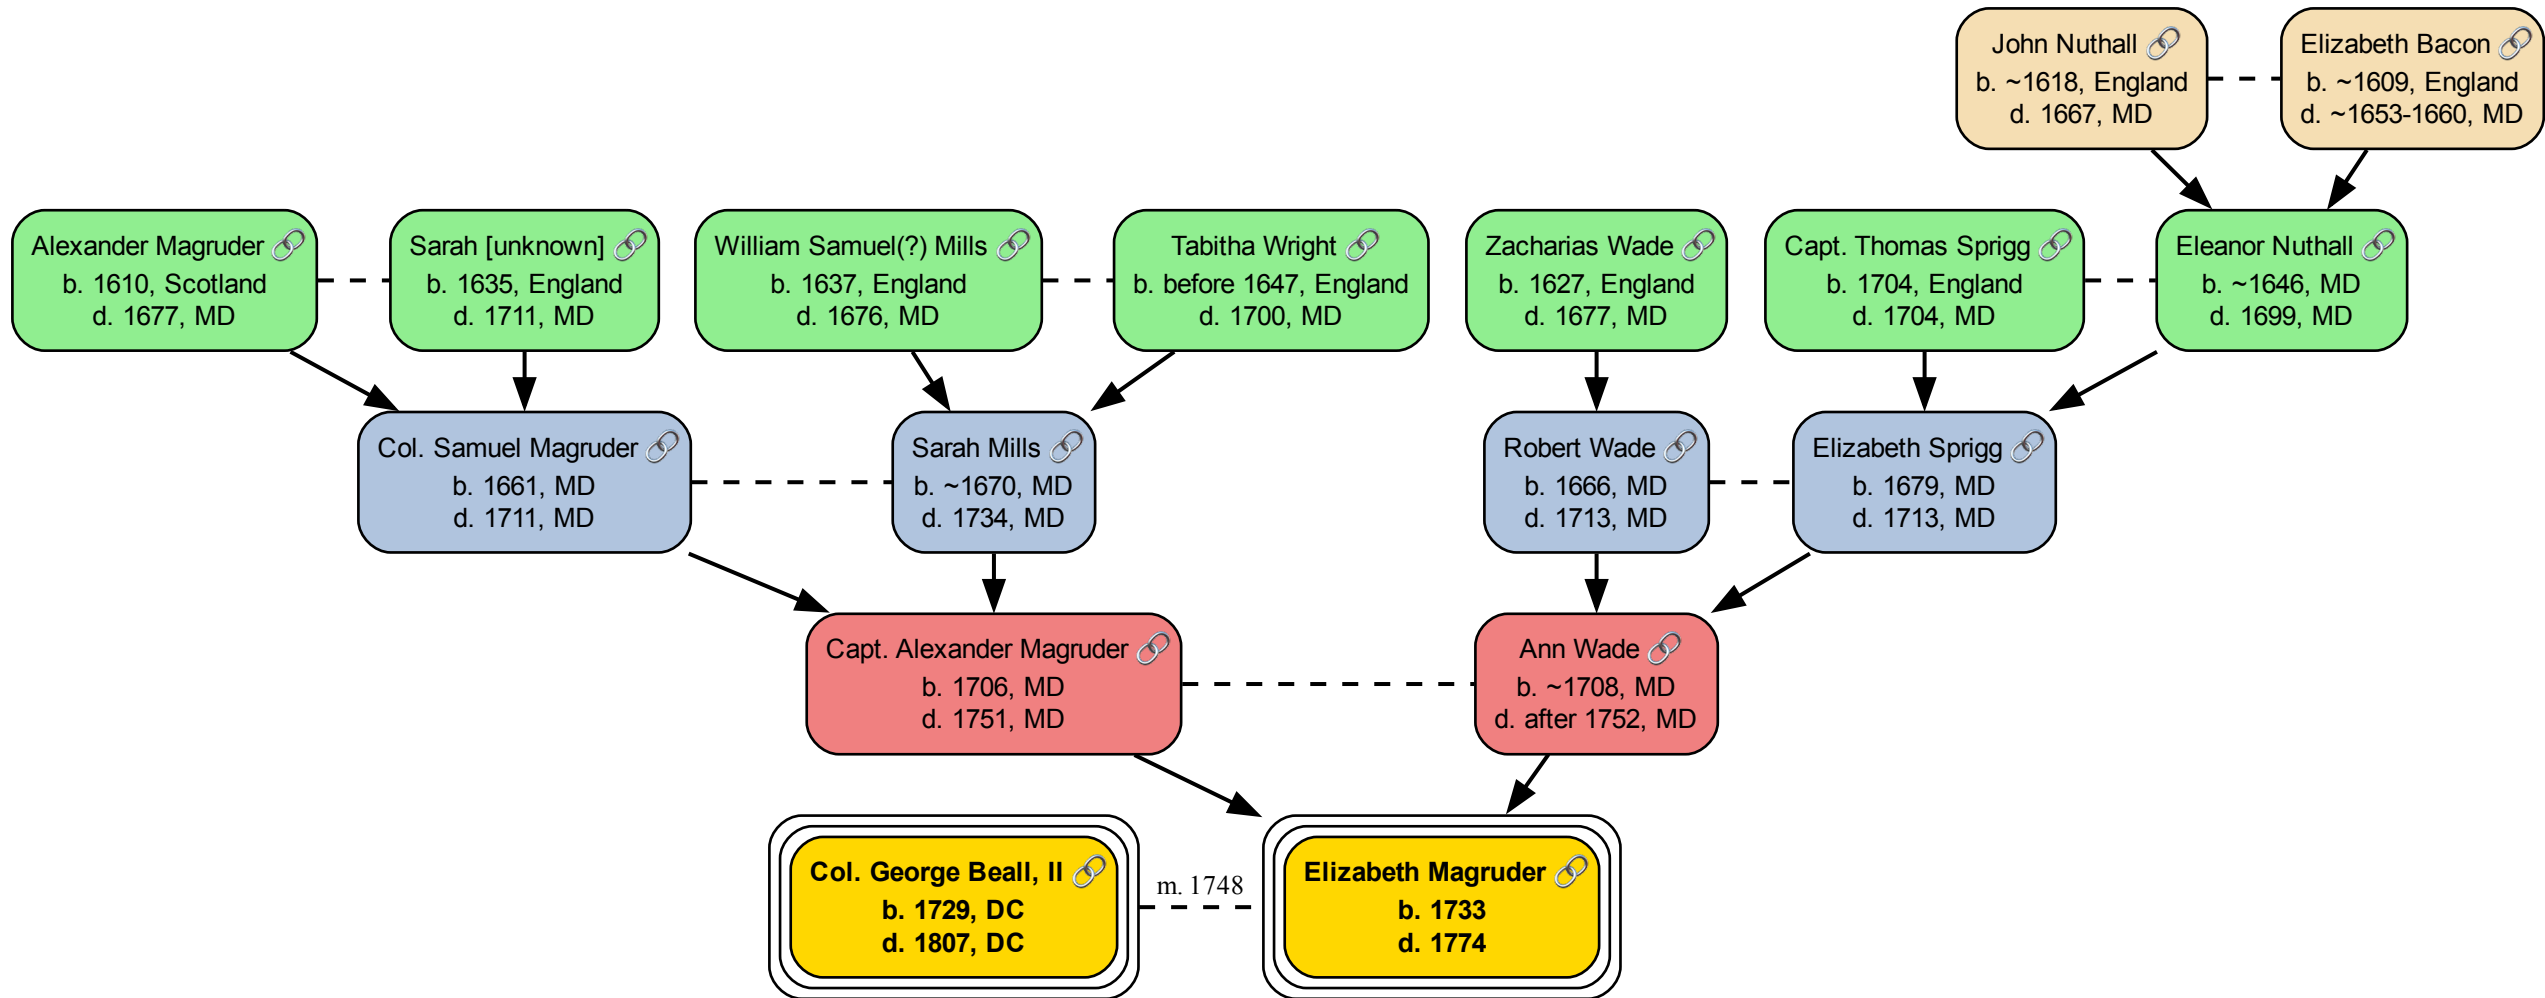 John Nuthall
b. ~1618, England
d. 1667, MD
Elizabeth Bacon
b. ~1609, England
d. ~1653-1660, MD
Alexander Magruder
b. 1610, Scotland
d. 1677, MD
Sarah [unknown]
b. 1635, England
d. 1711, MD
William Samuel(?) Mills
b. 1637, England
d. 1676, MD
Tabitha Wright
b. before 1647, England
d. 1700, MD
Zacharias Wade
b. 1627, England
d. 1677, MD
Capt. Thomas Sprigg
b. 1704, England
d. 1704, MD
Eleanor Nuthall
b. ~1646, MD
d. 1699, MD
Col. Samuel Magruder
b. 1661, MD
d. 1711, MD
Sarah Mills
b. ~1670, MD
d. 1734, MD
Robert Wade
b. 1666, MD
d. 1713, MD
Elizabeth Sprigg
b. 1679, MD
d. 1713, MD
Capt. Alexander Magruder
b. 1706, MD
d. 1751, MD
Ann Wade
b. ~1708, MD
d. after 1752, MD
Col. George Beall, II
b. 1729, DC
d. 1807, DC
m. 1748
Elizabeth Magruder
b. 1733
d. 1774